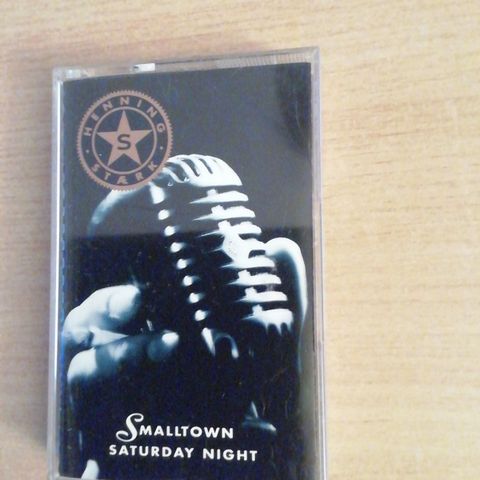 HENNING
S
STÆRK
SMALLTOWN
SATURDAY NIGHT